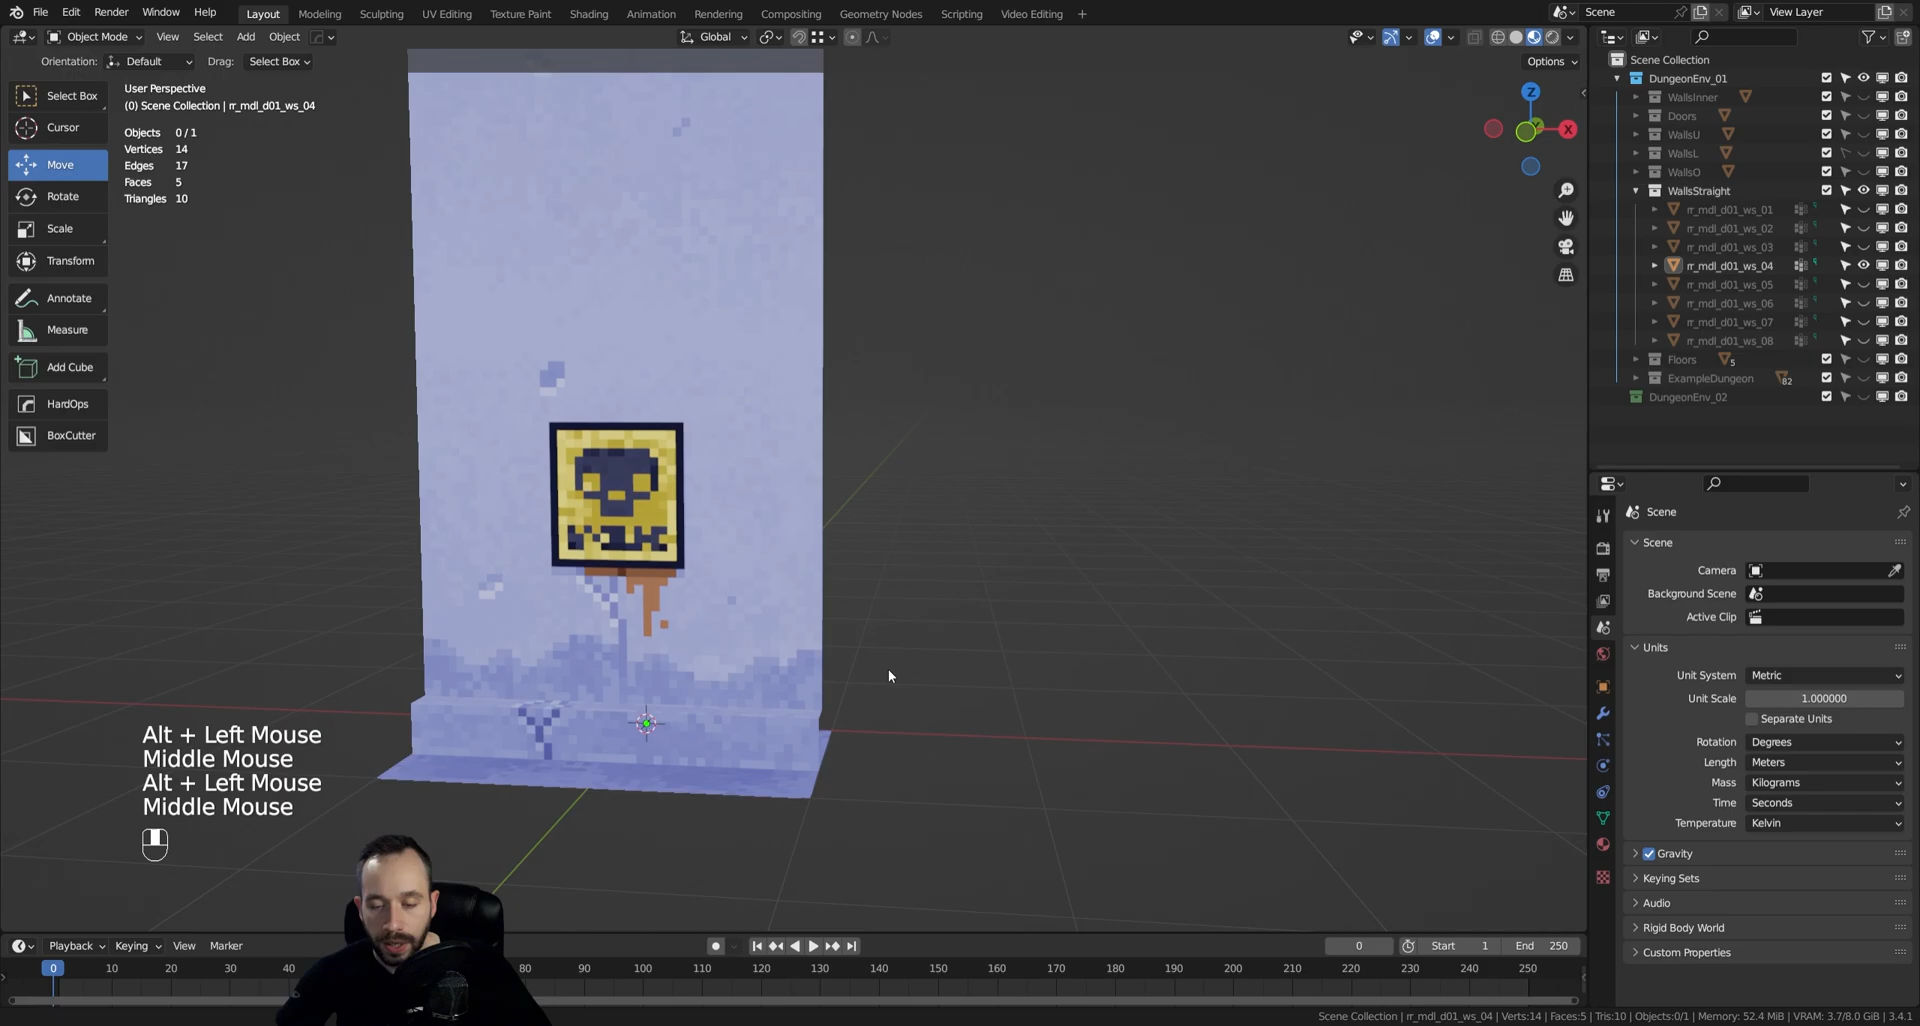 File Edit Render Window Help Layout Modeling Sculpting UV Editing Texture Paint Shading Animation Rendering Compositing Geometry Nodes Scripting Video Editing + Scene View Layer
Object Mode View Select Add Object Global
Orientation: Default Drag: Select Box Options
Select Box
Cursor
Move
Rotate
Scale
Transform
Annotate
Measure
Add Cube
HardOps
BoxCutter
User Perspective
(0) Scene Collection | rr_mdl_d01_ws_04
Objects 0 / 1
Vertices 14
Edges 17
Faces 5
Triangles 10
Z
X
Alt + Left Mouse
Middle Mouse
Alt + Left Mouse
Middle Mouse
Scene Collection
DungeonEnv_01
WallsInner
Doors
WallsU
WallsL
WallsO
WallsStraight
rr_mdl_d01_ws_01
rr_mdl_d01_ws_02
rr_mdl_d01_ws_03
rr_mdl_d01_ws_04
rr_mdl_d01_ws_05
rr_mdl_d01_ws_06
rr_mdl_d01_ws_07
rr_mdl_d01_ws_08
Floors 5
ExampleDungeon 82
DungeonEnv_02
Scene
Scene
Camera
Background Scene
Active Clip
Units
Unit System Metric
Unit Scale 1.000000
Separate Units
Rotation Degrees
Length Meters
Mass Kilograms
Time Seconds
Temperature Kelvin
Gravity
Keying Sets
Audio
Rigid Body World
Custom Properties
Playback Keying View Marker 0 Start 1 End 250
0 10 20 30 40 80 90 100 110 120 130 140 150 160 170 180 190 200 210 220 230 240 250
Scene Collection | rr_mdl_d01_ws_04 | Verts:14 | Faces:5 | Tris:10 | Objects:0/1 | Memory: 52.4 MiB | VRAM: 3.7/8.0 GiB | 3.4.1